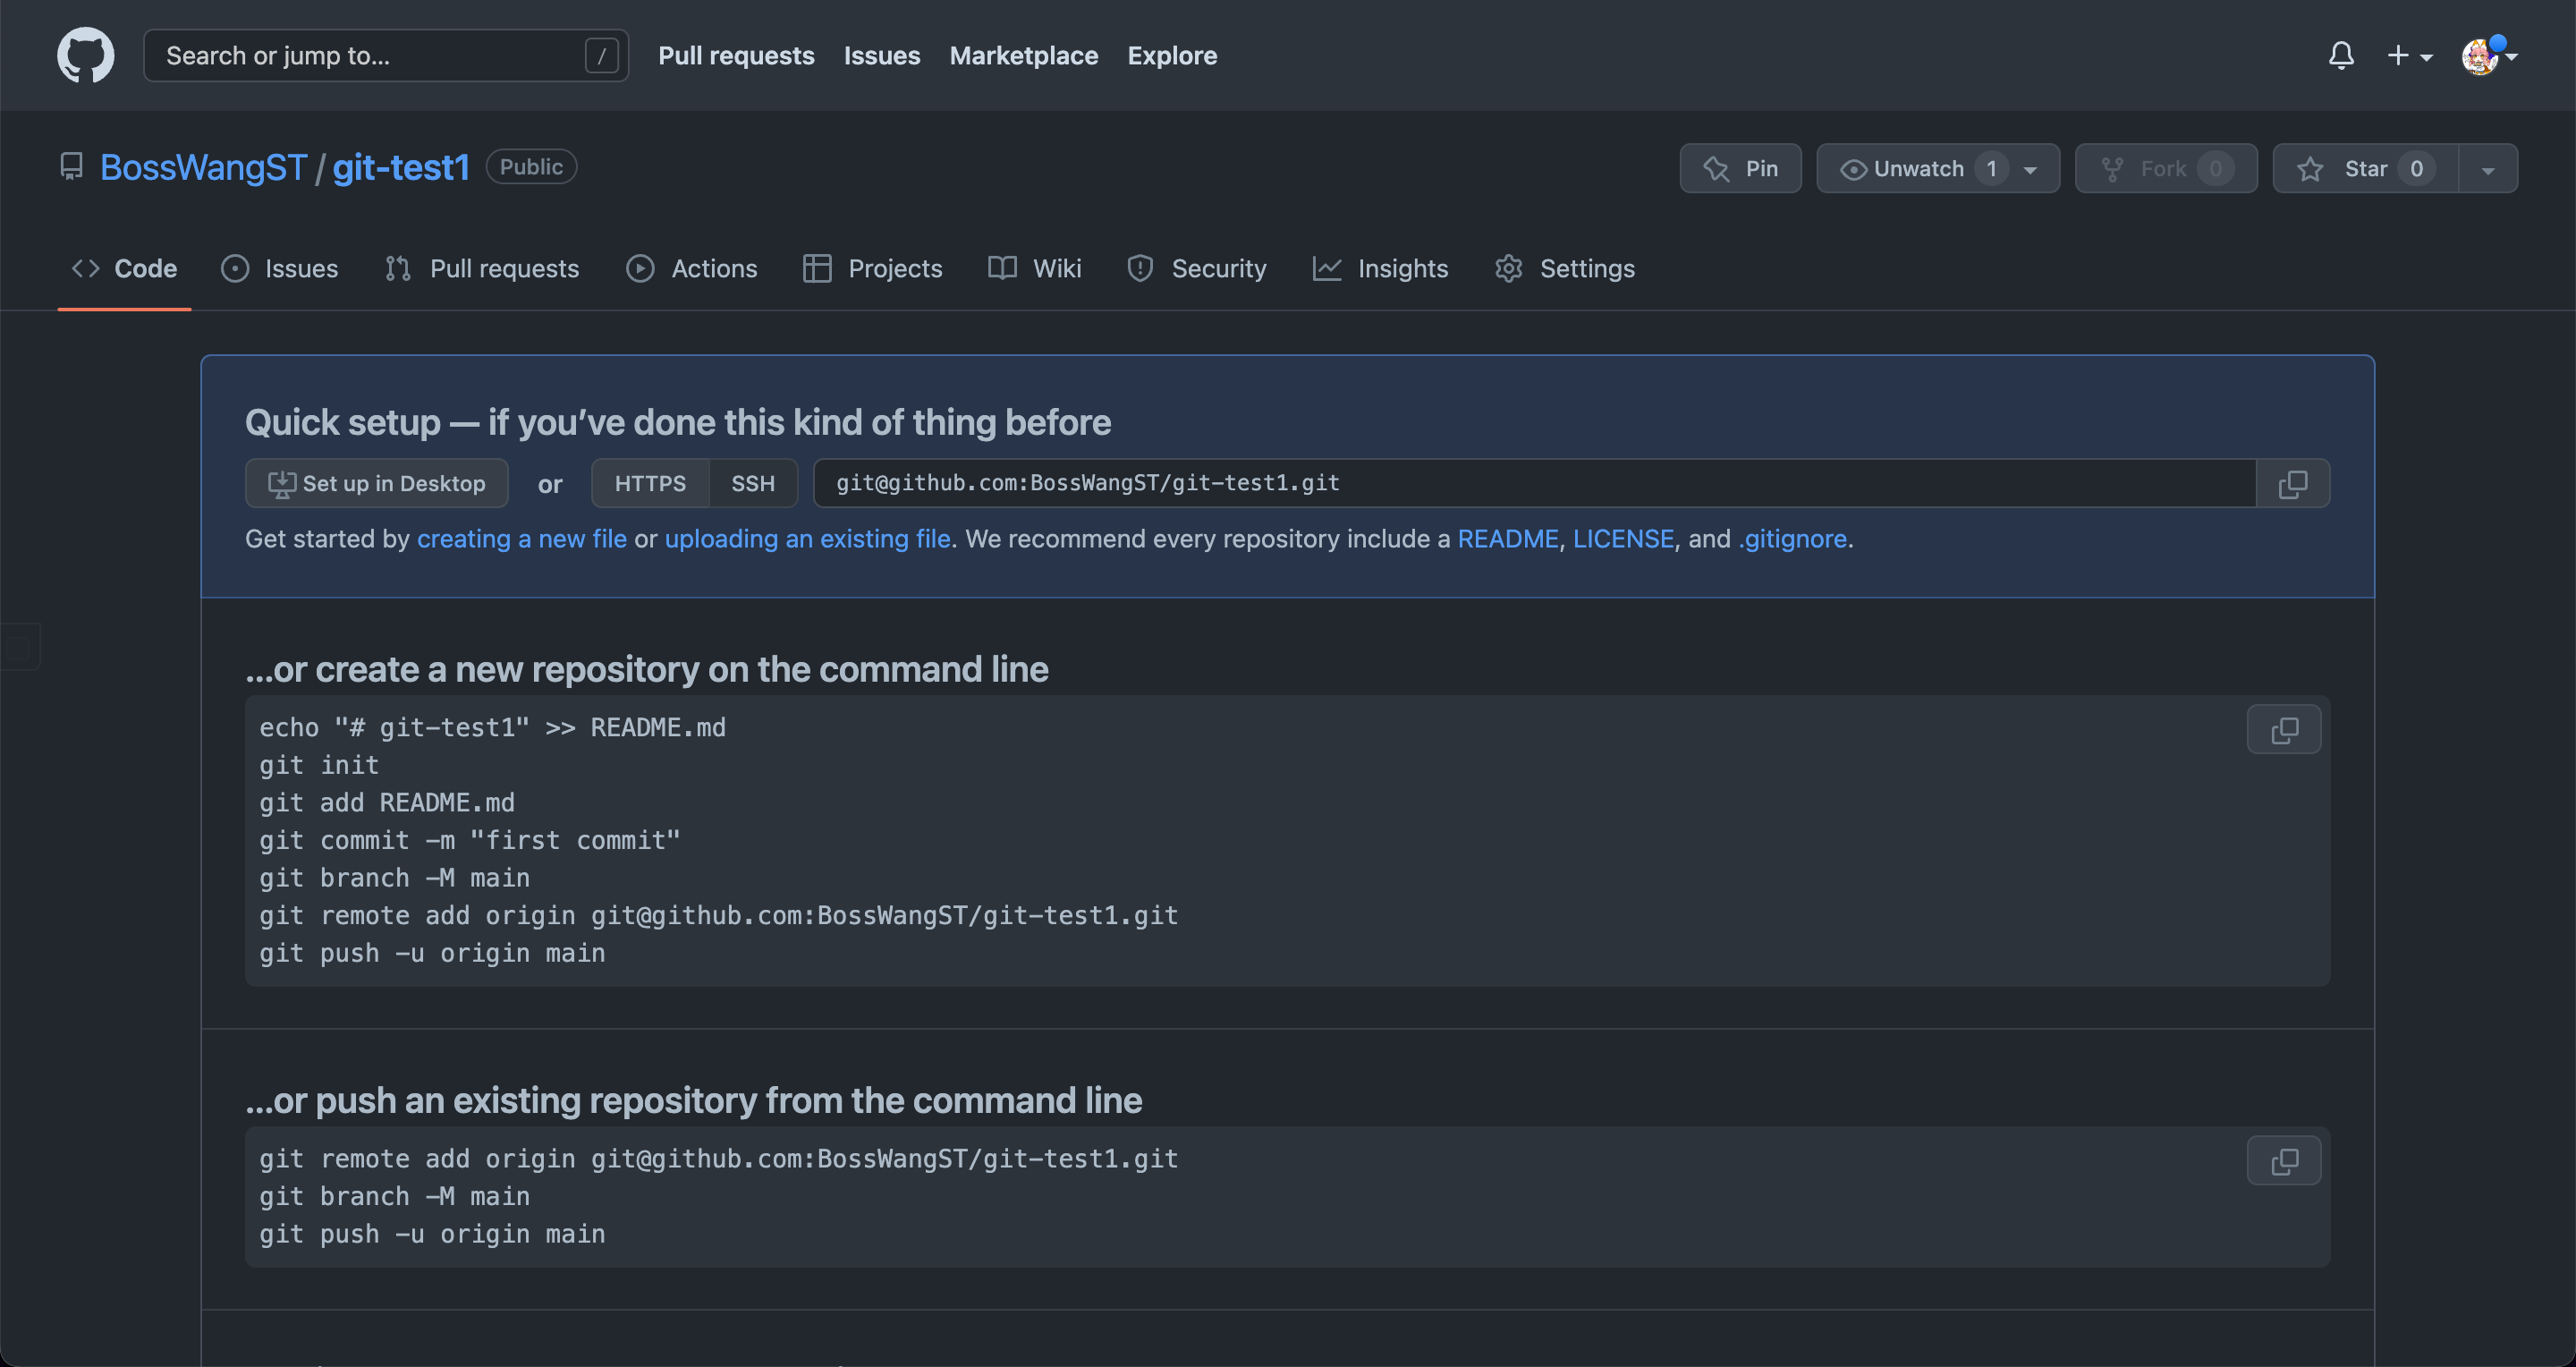 Search or jump to... /
Pull requests Issues Marketplace Explore
BossWangST / git-test1 Public
Pin Unwatch 1 Fork 0 Star 0
Code Issues Pull requests Actions Projects Wiki Security Insights Settings
Quick setup — if you’ve done this kind of thing before
Set up in Desktop or HTTPS SSH git@github.com:BossWangST/git-test1.git
Get started by creating a new file or uploading an existing file. We recommend every repository include a README, LICENSE, and .gitignore.
…or create a new repository on the command line
echo "# git-test1" >> README.md
git init
git add README.md
git commit -m "first commit"
git branch -M main
git remote add origin git@github.com:BossWangST/git-test1.git
git push -u origin main
…or push an existing repository from the command line
git remote add origin git@github.com:BossWangST/git-test1.git
git branch -M main
git push -u origin main